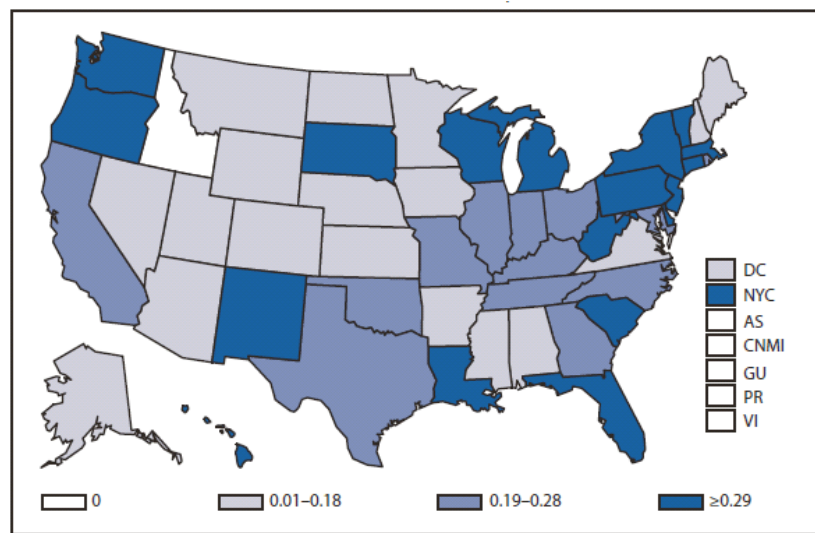 DC
NYC
AS
CNMI
GU
PR
VI
0
0.01–0.18
0.19–0.28
≥0.29